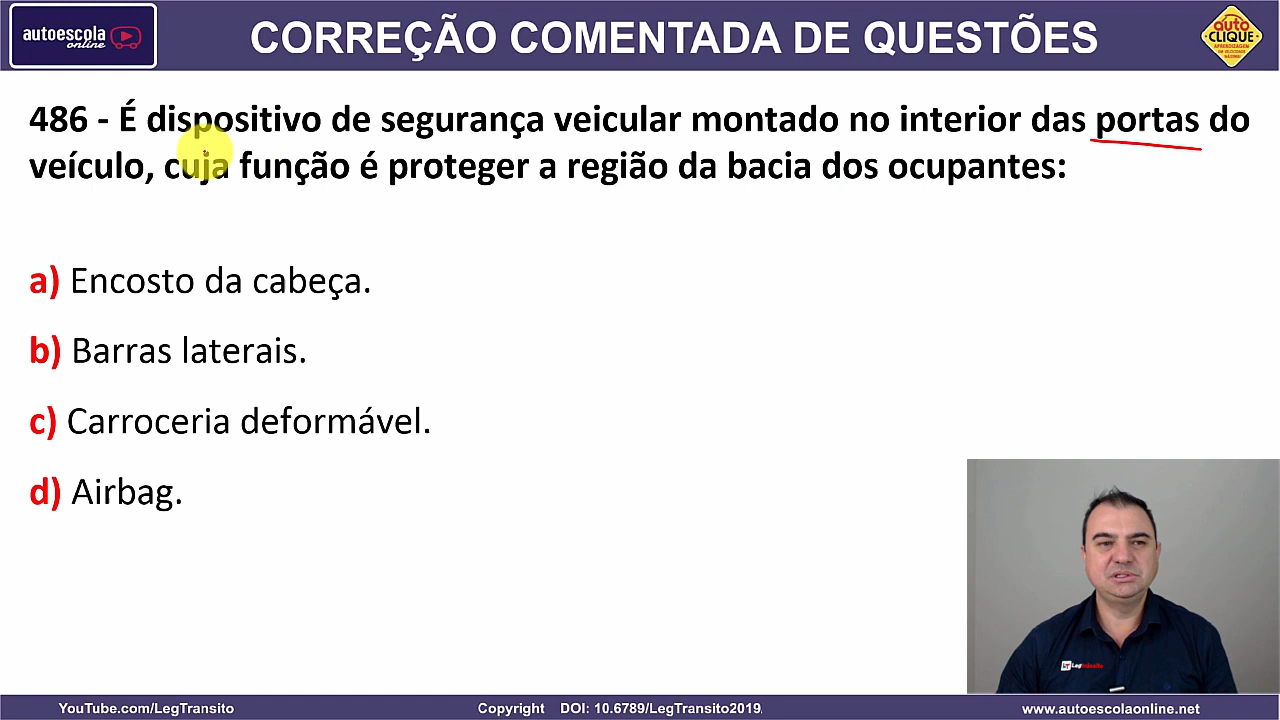 autoescola
online
CORREÇÃO COMENTADA DE QUESTÕES
auto
CLIQUE
APRENDIZAGEM
486 - É dispositivo de segurança veicular montado no interior das portas do
veículo, cuja função é proteger a região da bacia dos ocupantes:
a) Encosto da cabeça.
b) Barras laterais.
c) Carroceria deformável.
d) Airbag.
LegTrânsito
YouTube.com/LegTransito
Copyright DOI: 10.6789/LegTransito2019
www.autoescolaonline.net